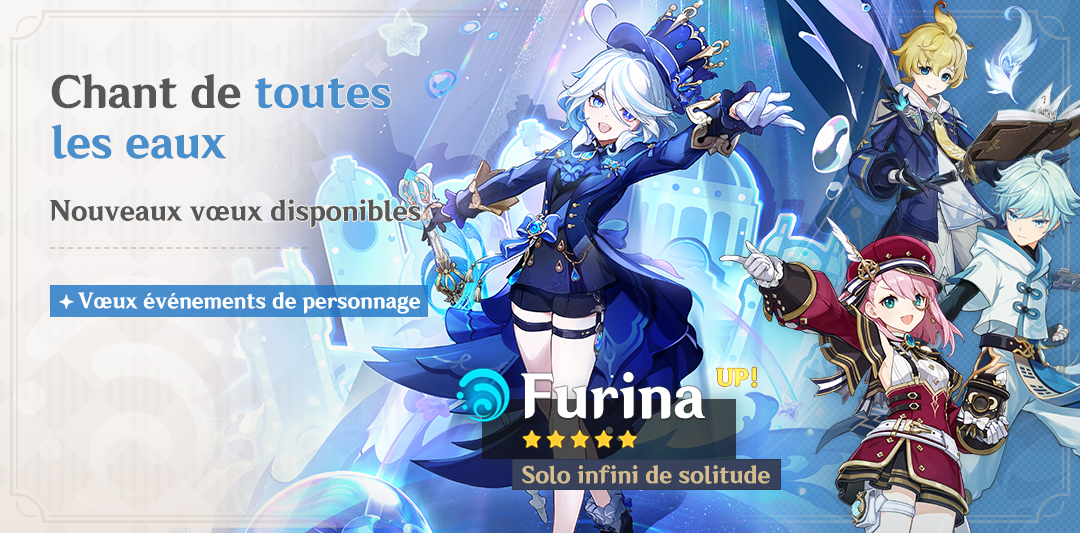 Chant de toutes
les eaux
Nouveaux vœux disponibles
Vœux événements de personnage
Furina UP!
Solo infini de solitude